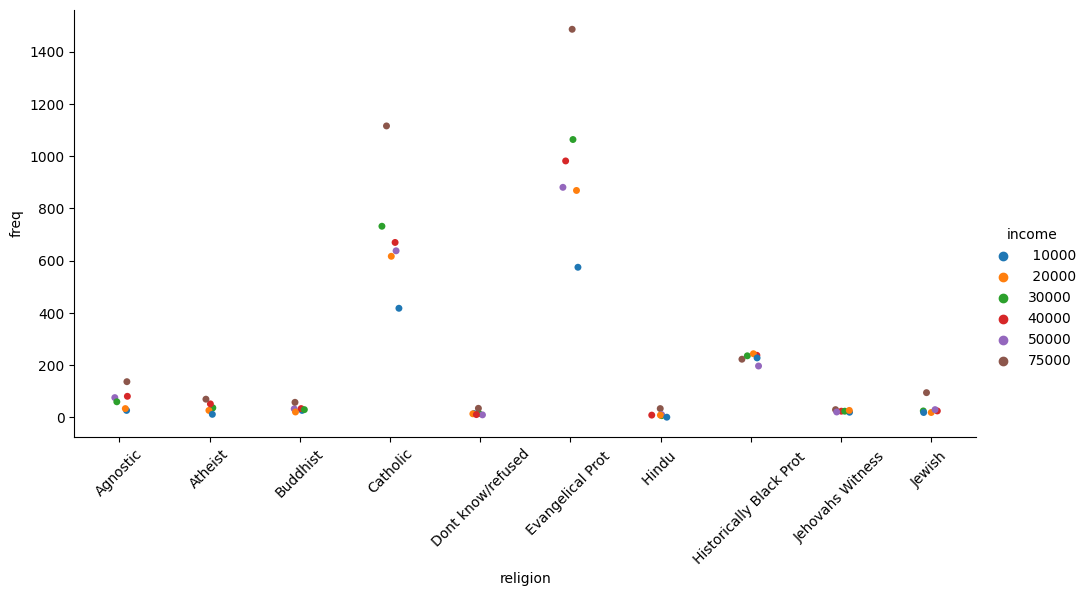 1400
1200
1000
800
600
400
200
0
freq
Agnostic
Atheist
Buddhist
Catholic
Dont know/refused
Evangelical Prot
Hindu
Historically Black Prot
Jehovahs Witness
Jewish
religion
income
10000
20000
30000
40000
50000
75000